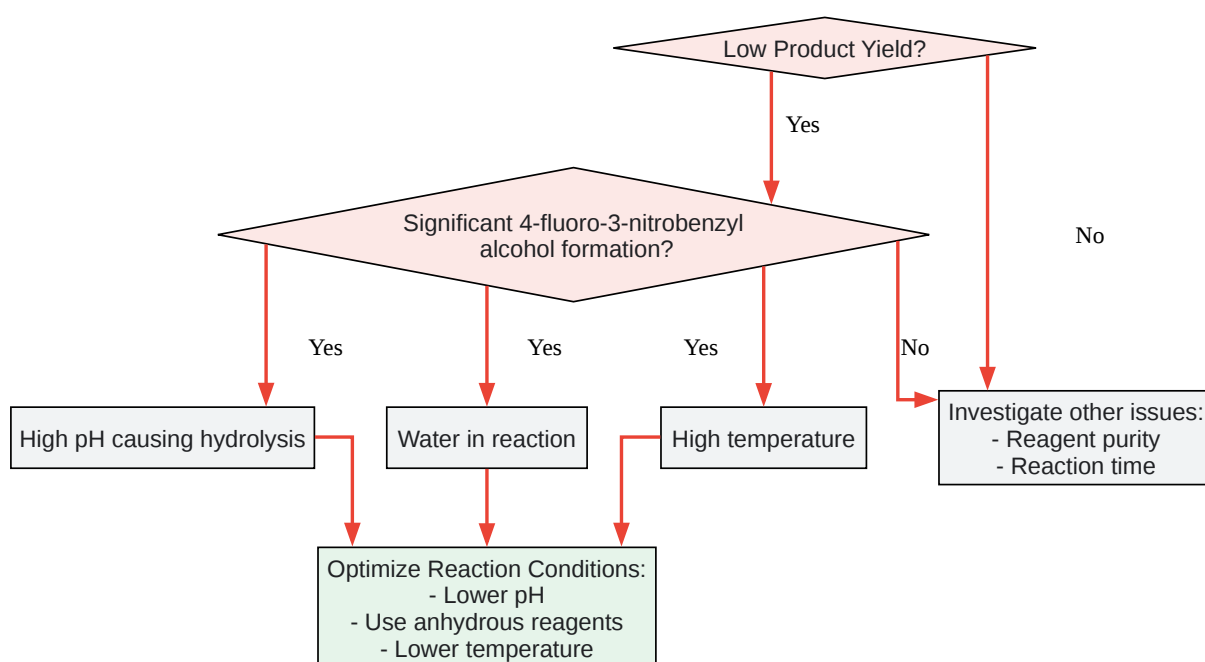 Low Product Yield?
Yes
Significant 4-fluoro-3-nitrobenzyl
alcohol formation?
No
Yes
Yes
Yes
No
High pH causing hydrolysis
Water in reaction
High temperature
Investigate other issues:
- Reagent purity
- Reaction time
Optimize Reaction Conditions:
- Lower pH
- Use anhydrous reagents
- Lower temperature